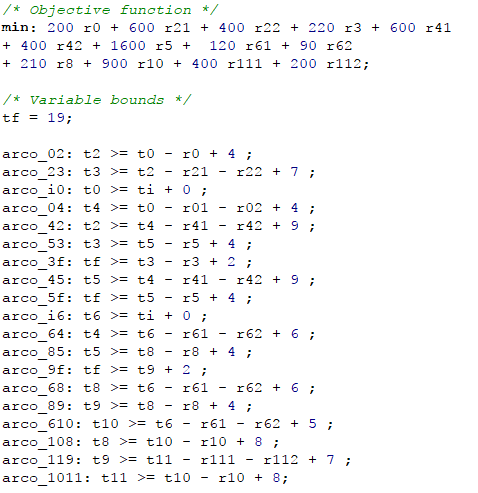 /* Objective function */
min: 200 r0 + 600 r21 + 400 r22 + 220 r3 + 600 r41
+ 400 r42 + 1600 r5 + 120 r61 + 90 r62
+ 210 r8 + 900 r10 + 400 r111 + 200 r112;
/* Variable bounds */
tf = 19;
arco_02: t2 >= t0 - r0 + 4 ;
arco_23: t3 >= t2 - r21 - r22 + 7 ;
arco_i0: t0 >= ti + 0 ;
arco_04: t4 >= t0 - r01 - r02 + 4 ;
arco_42: t2 >= t4 - r41 - r42 + 9 ;
arco_53: t3 >= t5 - r5 + 4 ;
arco_3f: tf >= t3 - r3 + 2 ;
arco_45: t5 >= t4 - r41 - r42 + 9 ;
arco_5f: tf >= t5 - r5 + 4 ;
arco_i6: t6 >= ti + 0 ;
arco_64: t4 >= t6 - r61 - r62 + 6 ;
arco_85: t5 >= t8 - r8 + 4 ;
arco_9f: tf >= t9 + 2 ;
arco_68: t8 >= t6 - r61 - r62 + 6 ;
arco_89: t9 >= t8 - r8 + 4 ;
arco_610: t10 >= t6 - r61 - r62 + 5 ;
arco_108: t8 >= t10 - r10 + 8 ;
arco_119: t9 >= t11 - r111 - r112 + 7 ;
arco_1011: t11 >= t10 - r10 + 8;